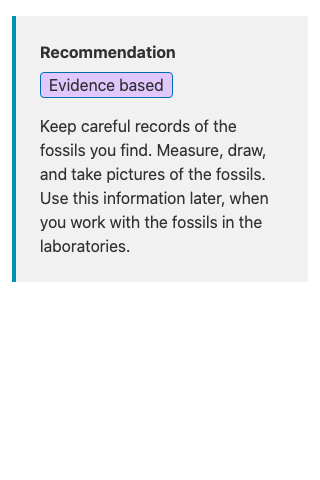 Recommendation
Evidence based
Keep careful records of the
fossils you find. Measure, draw,
and take pictures of the fossils.
Use this information later, when
you work with the fossils in the
laboratories.